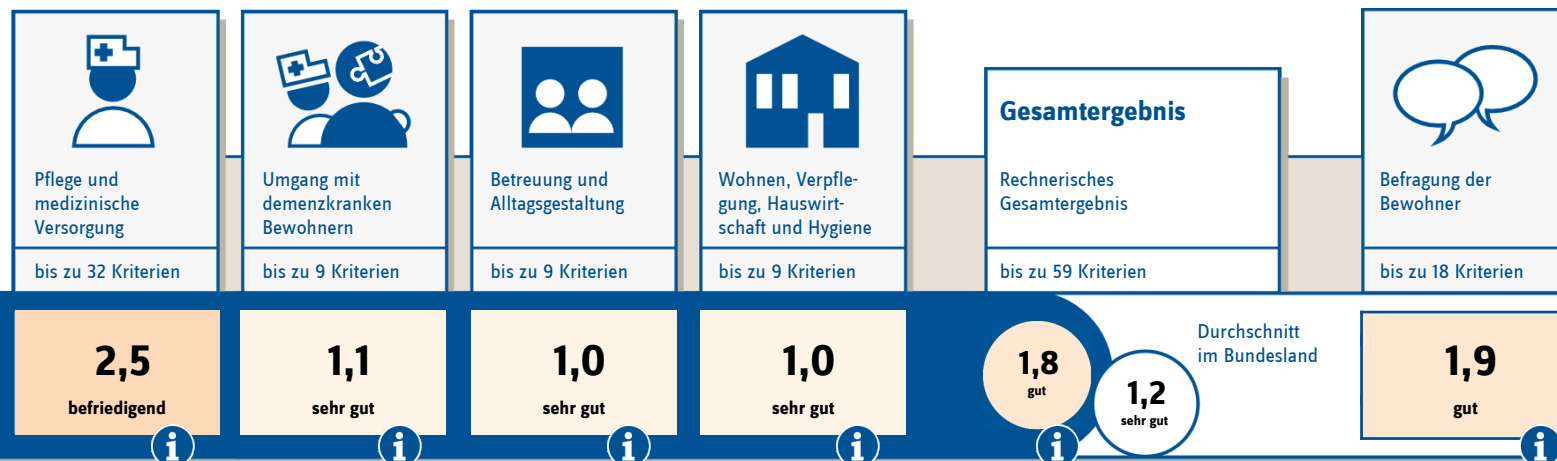 Pflege und
medizinische
Versorgung
bis zu 32 Kriterien
2,5
befriedigend
Umgang mit
demenzkranken
Bewohnern
bis zu 9 Kriterien
1,1
sehr gut
Betreuung und
Alltagsgestaltung
bis zu 9 Kriterien
1,0
sehr gut
Wohnen, Verpfle-
gung, Hauswirt-
schaft und Hygiene
bis zu 9 Kriterien
1,0
sehr gut
Gesamtergebnis
Rechnerisches
Gesamtergebnis
bis zu 59 Kriterien
1,8
gut
Durchschnitt
im Bundesland
1,2
sehr gut
Befragung der
Bewohner
bis zu 18 Kriterien
1,9
gut